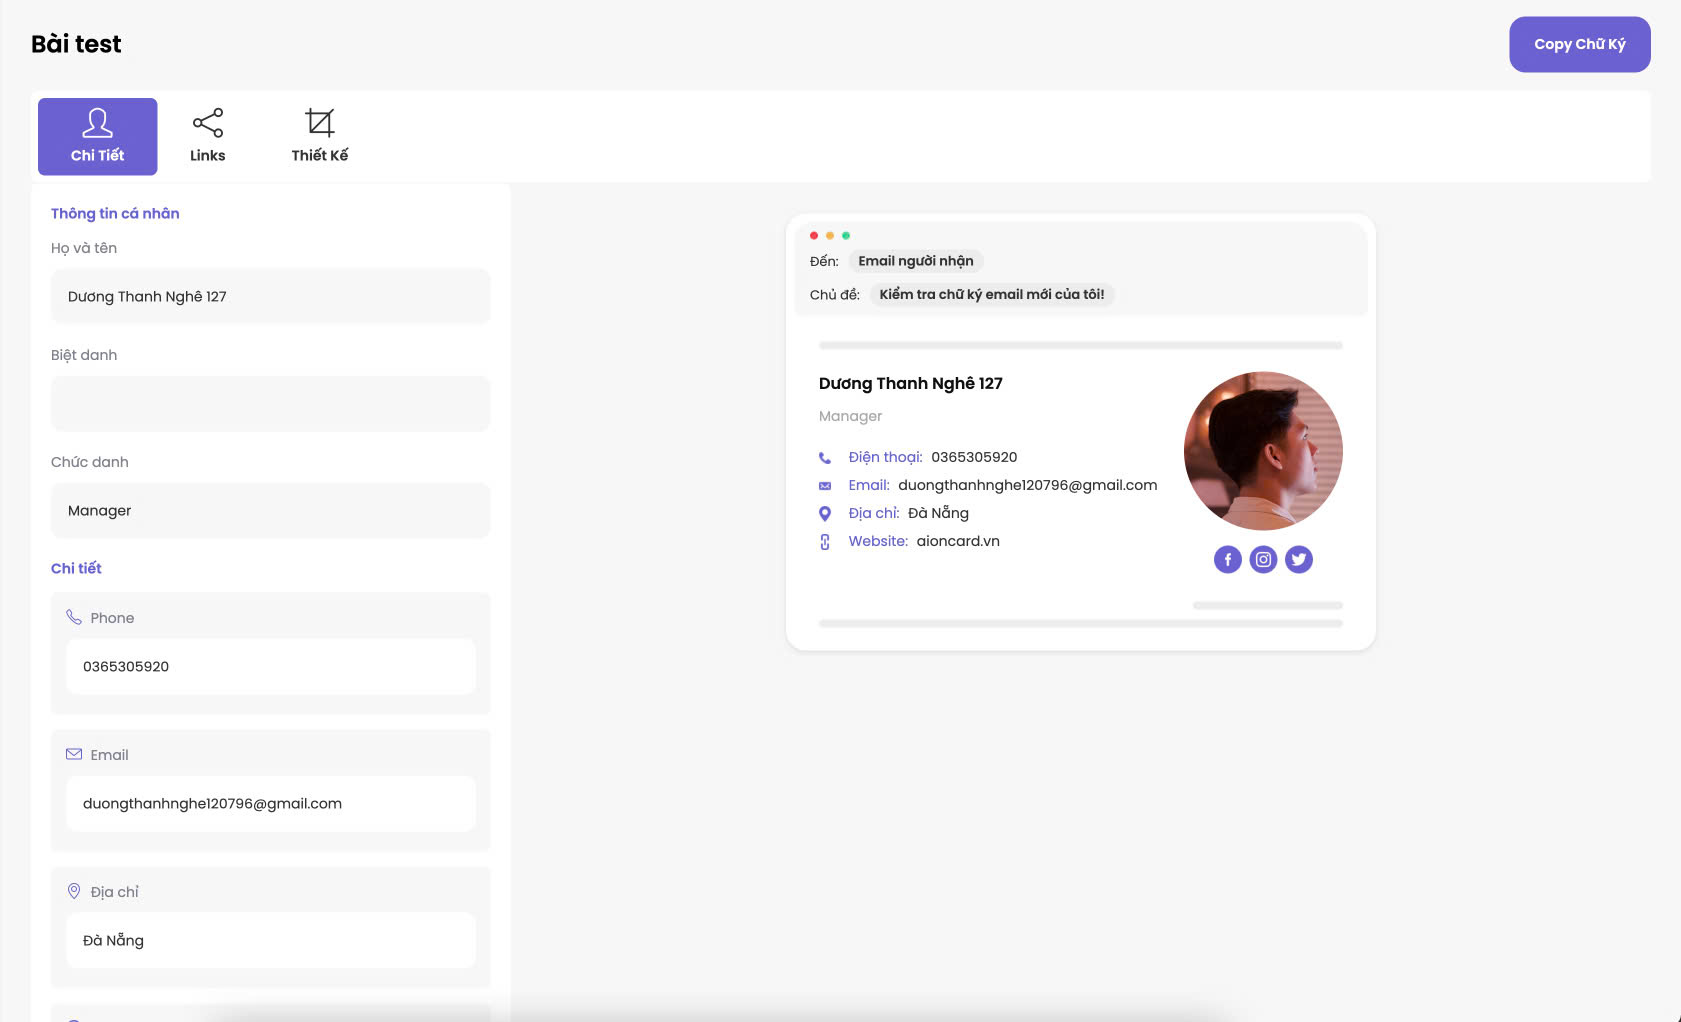 Bài test
Copy Chữ Ký
Chi Tiết
Links
Thiết Kế
Thông tin cá nhân
Họ và tên
Dương Thanh Nghê 127
Biệt danh
Chức danh
Manager
Chi tiết
Phone
0365305920
Email
duongthanhnghe120796@gmail.com
Địa chỉ
Đà Nẵng
Đến: Email người nhận
Chủ đề: Kiểm tra chữ ký email mới của tôi!
Dương Thanh Nghê 127
Manager
Điện thoại: 0365305920
Email: duongthanhnghe120796@gmail.com
Địa chỉ: Đà Nẵng
Website: aioncard.vn